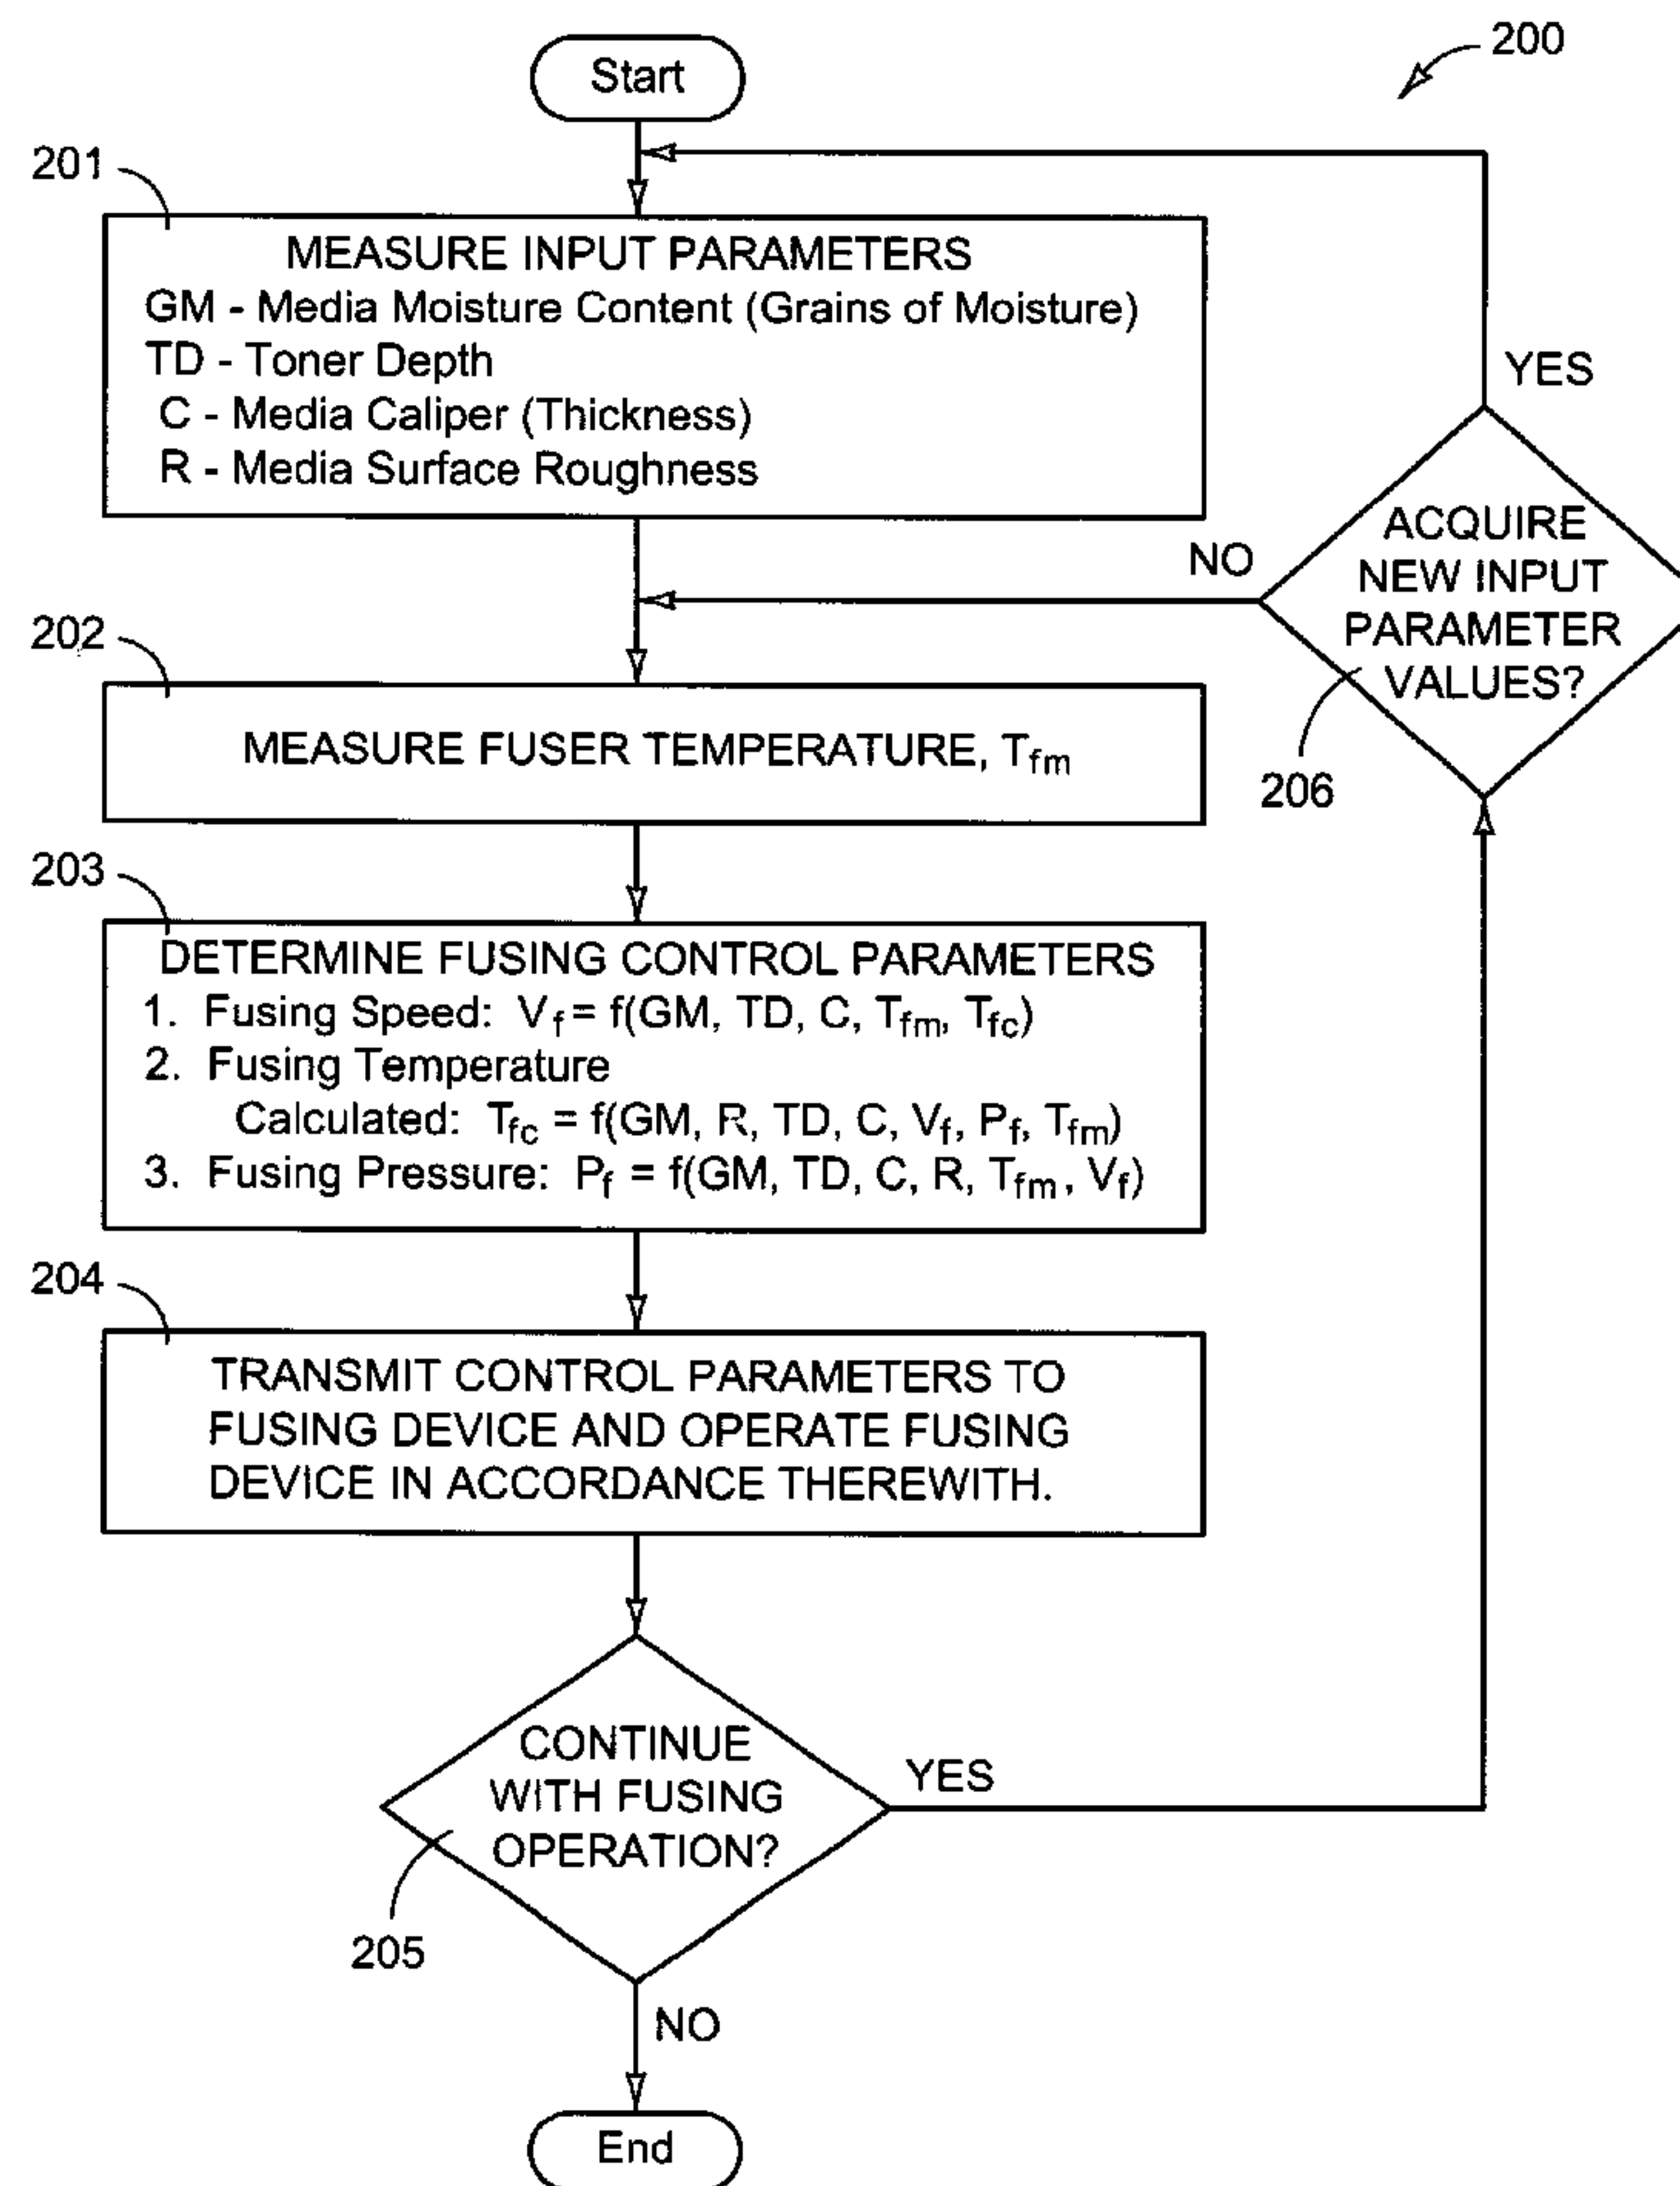 200
Start
201
MEASURE INPUT PARAMETERS
GM - Media Moisture Content (Grains of Moisture)
TD - Toner Depth
C - Media Caliper (Thickness)
R - Media Surface Roughness
YES
ACQUIRE
NEW INPUT
PARAMETER
VALUES?
NO
206
202
MEASURE FUSER TEMPERATURE, Tfm
203
DETERMINE FUSING CONTROL PARAMETERS
1. Fusing Speed: Vf = f(GM, TD, C, Tfm, Tfc)
2. Fusing Temperature
Calculated: Tfc = f(GM, R, TD, C, Vf, Pf, Tfm)
3. Fusing Pressure: Pf = f(GM, TD, C, R, Tfm, Vf)
204
TRANSMIT CONTROL PARAMETERS TO
FUSING DEVICE AND OPERATE FUSING
DEVICE IN ACCORDANCE THEREWITH.
CONTINUE
WITH FUSING
OPERATION?
YES
205
NO
End